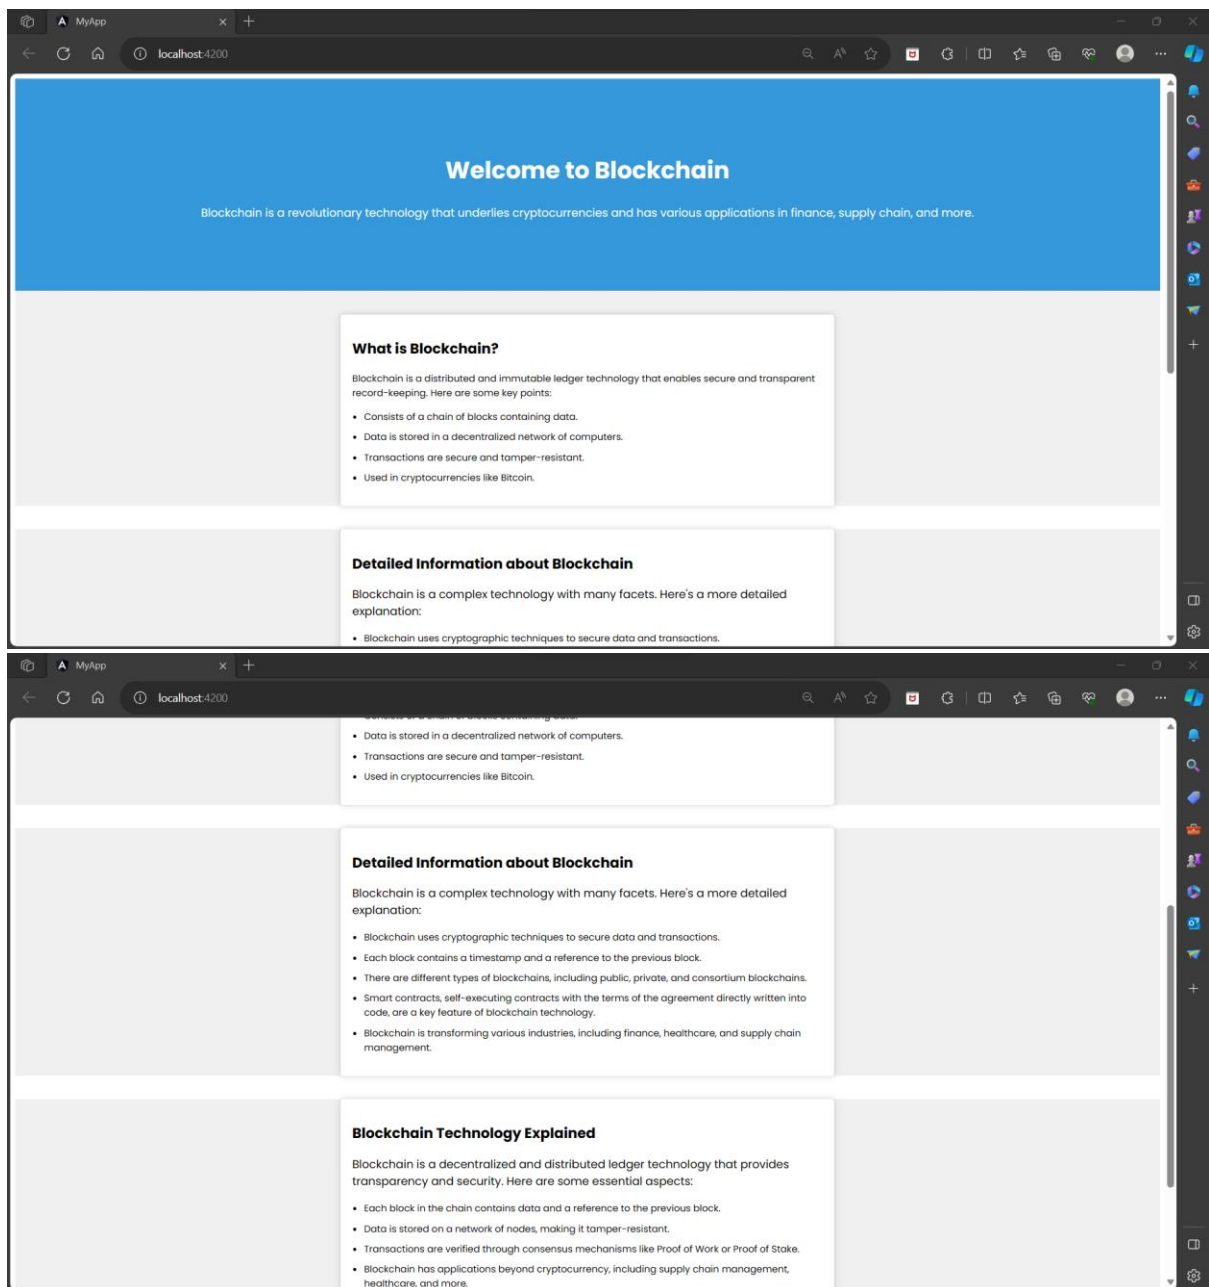 MyApp
localhost:4200
Welcome to Blockchain
Blockchain is a revolutionary technology that underlies cryptocurrencies and has various applications in finance, supply chain, and more.
What is Blockchain?
Blockchain is a distributed and immutable ledger technology that enables secure and transparent
record-keeping. Here are some key points:
• Consists of a chain of blocks containing data.
• Data is stored in a decentralized network of computers.
• Transactions are secure and tamper-resistant.
• Used in cryptocurrencies like Bitcoin.
Detailed Information about Blockchain
Blockchain is a complex technology with many facets. Here's a more detailed
explanation:
• Blockchain uses cryptographic techniques to secure data and transactions.
MyApp
localhost:4200
• Consists of a chain of blocks containing data.
• Data is stored in a decentralized network of computers.
• Transactions are secure and tamper-resistant.
• Used in cryptocurrencies like Bitcoin.
Detailed Information about Blockchain
Blockchain is a complex technology with many facets. Here's a more detailed
explanation:
• Blockchain uses cryptographic techniques to secure data and transactions.
• Each block contains a timestamp and a reference to the previous block.
• There are different types of blockchains, including public, private, and consortium blockchains.
• Smart contracts, self-executing contracts with the terms of the agreement directly written into
code, are a key feature of blockchain technology.
• Blockchain is transforming various industries, including finance, healthcare, and supply chain
management.
Blockchain Technology Explained
Blockchain is a decentralized and distributed ledger technology that provides
transparency and security. Here are some essential aspects:
• Each block in the chain contains data and a reference to the previous block.
• Data is stored on a network of nodes, making it tamper-resistant.
• Transactions are verified through consensus mechanisms like Proof of Work or Proof of Stake.
• Blockchain has applications beyond cryptocurrency, including supply chain management,
healthcare, and more.